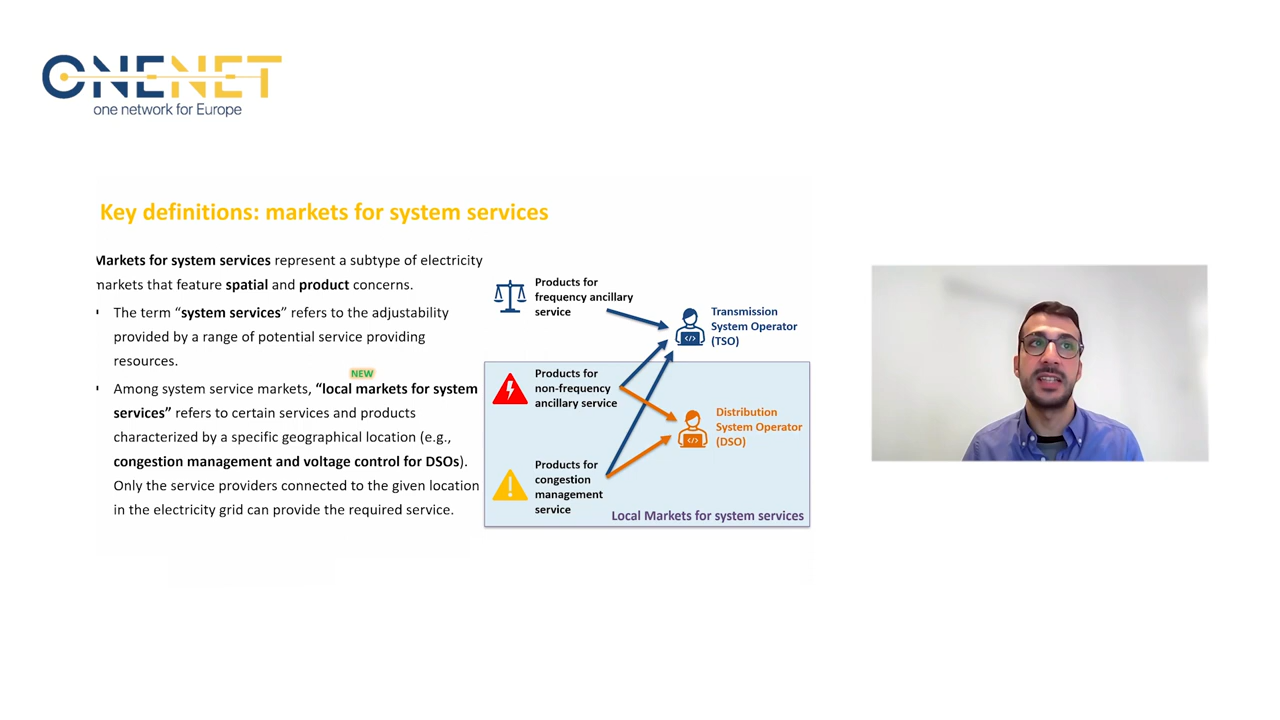 ONENET
one network for Europe
Key definitions: markets for system services
Markets for system services represent a subtype of electricity
markets that feature spatial and product concerns.
The term “system services” refers to the adjustability
provided by a range of potential service providing
resources.
NEW
Among system service markets, “local markets for system
services” refers to certain services and products
characterized by a specific geographical location (e.g.,
congestion management and voltage control for DSOs).
Only the service providers connected to the given location
in the electricity grid can provide the required service.
Products for
frequency ancillary
service
Transmission
System Operator
(TSO)
Products for
non-frequency
ancillary service
Distribution
System Operator
(DSO)
Products for
congestion
management
service
Local Markets for system services